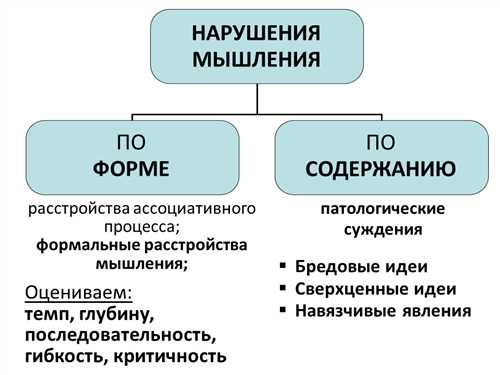 НАРУШЕНИЯ
МЫШЛЕНИЯ
ПО
ФОРМЕ
ПО
СОДЕРЖАНИЮ
расстройства ассоциативного
процесса;
формальные расстройства
мышления;
Оцениваем:
темп, глубину,
последовательность,
гибкость, критичность
патологические
суждения
▪ Бредовые идеи
▪ Сверхценные идеи
▪ Навязчивые явления